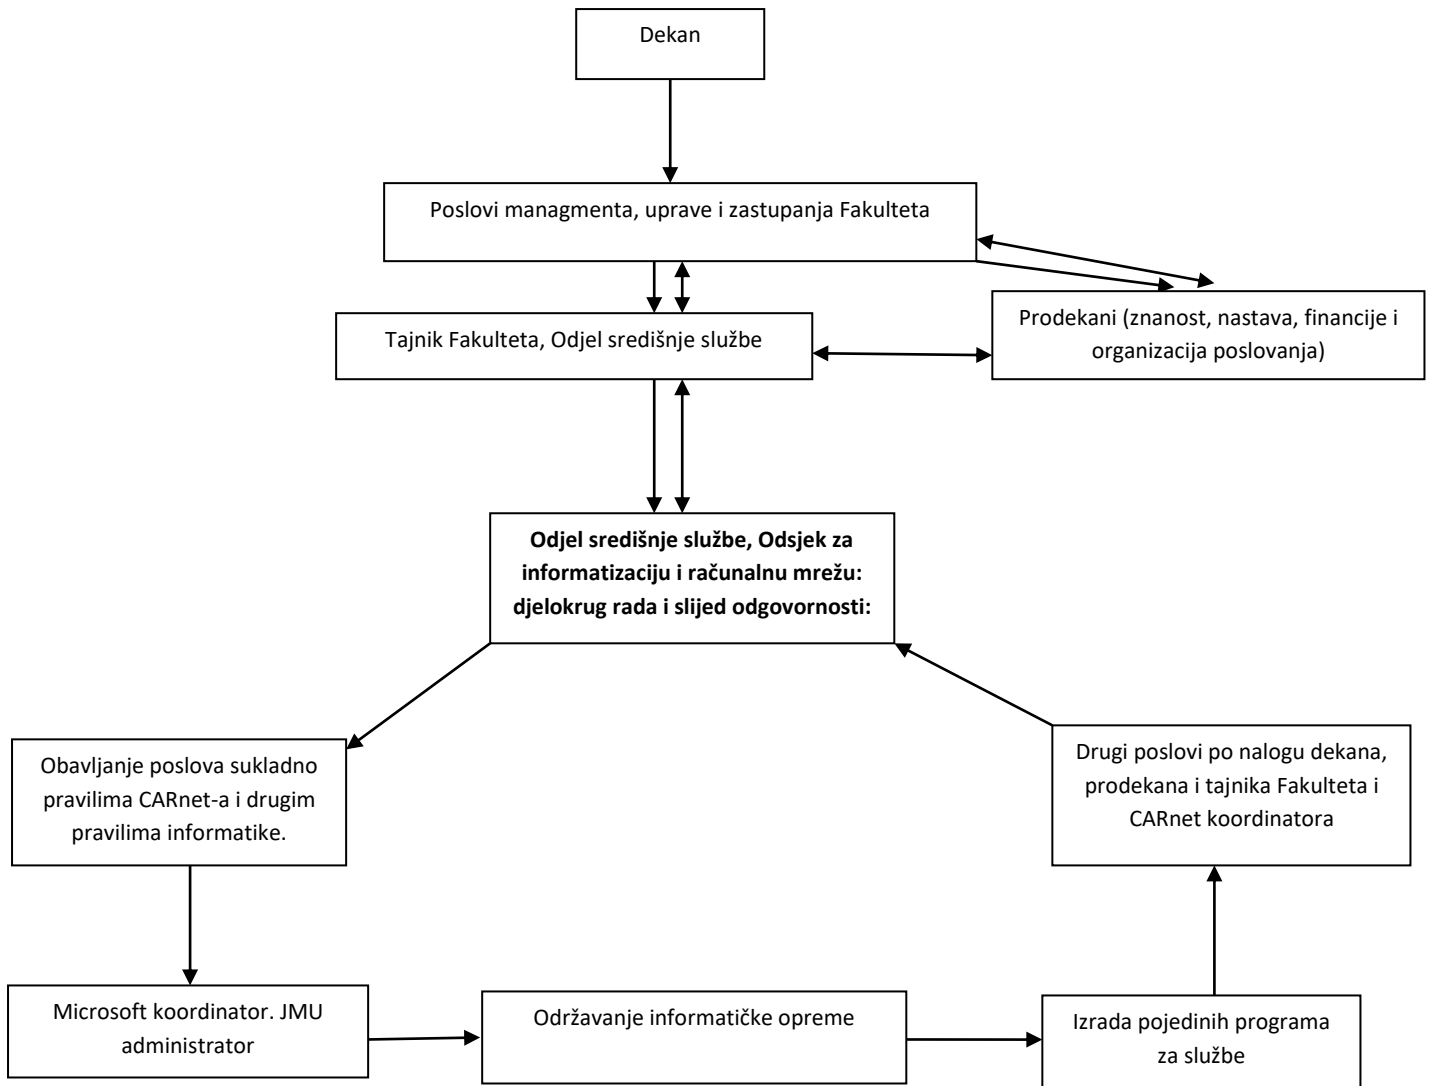 Dekan
Poslovi managmenta, uprave i zastupanja Fakulteta
Prodekani (znanost, nastava, financije i
organizacija poslovanja)
Tajnik Fakulteta, Odjel središnje službe
Odjel središnje službe, Odsjek za
informatizaciju i računalnu mrežu:
djelokrug rada i slijed odgovornosti:
Obavljanje poslova sukladno
pravilima CARnet-a i drugim
pravilima informatike.
Drugi poslovi po nalogu dekana,
prodekana i tajnika Fakulteta i
CARnet koordinatora
Microsoft koordinator. JMU
administrator
Održavanje informatičke opreme
Izrada pojedinih programa
za službe